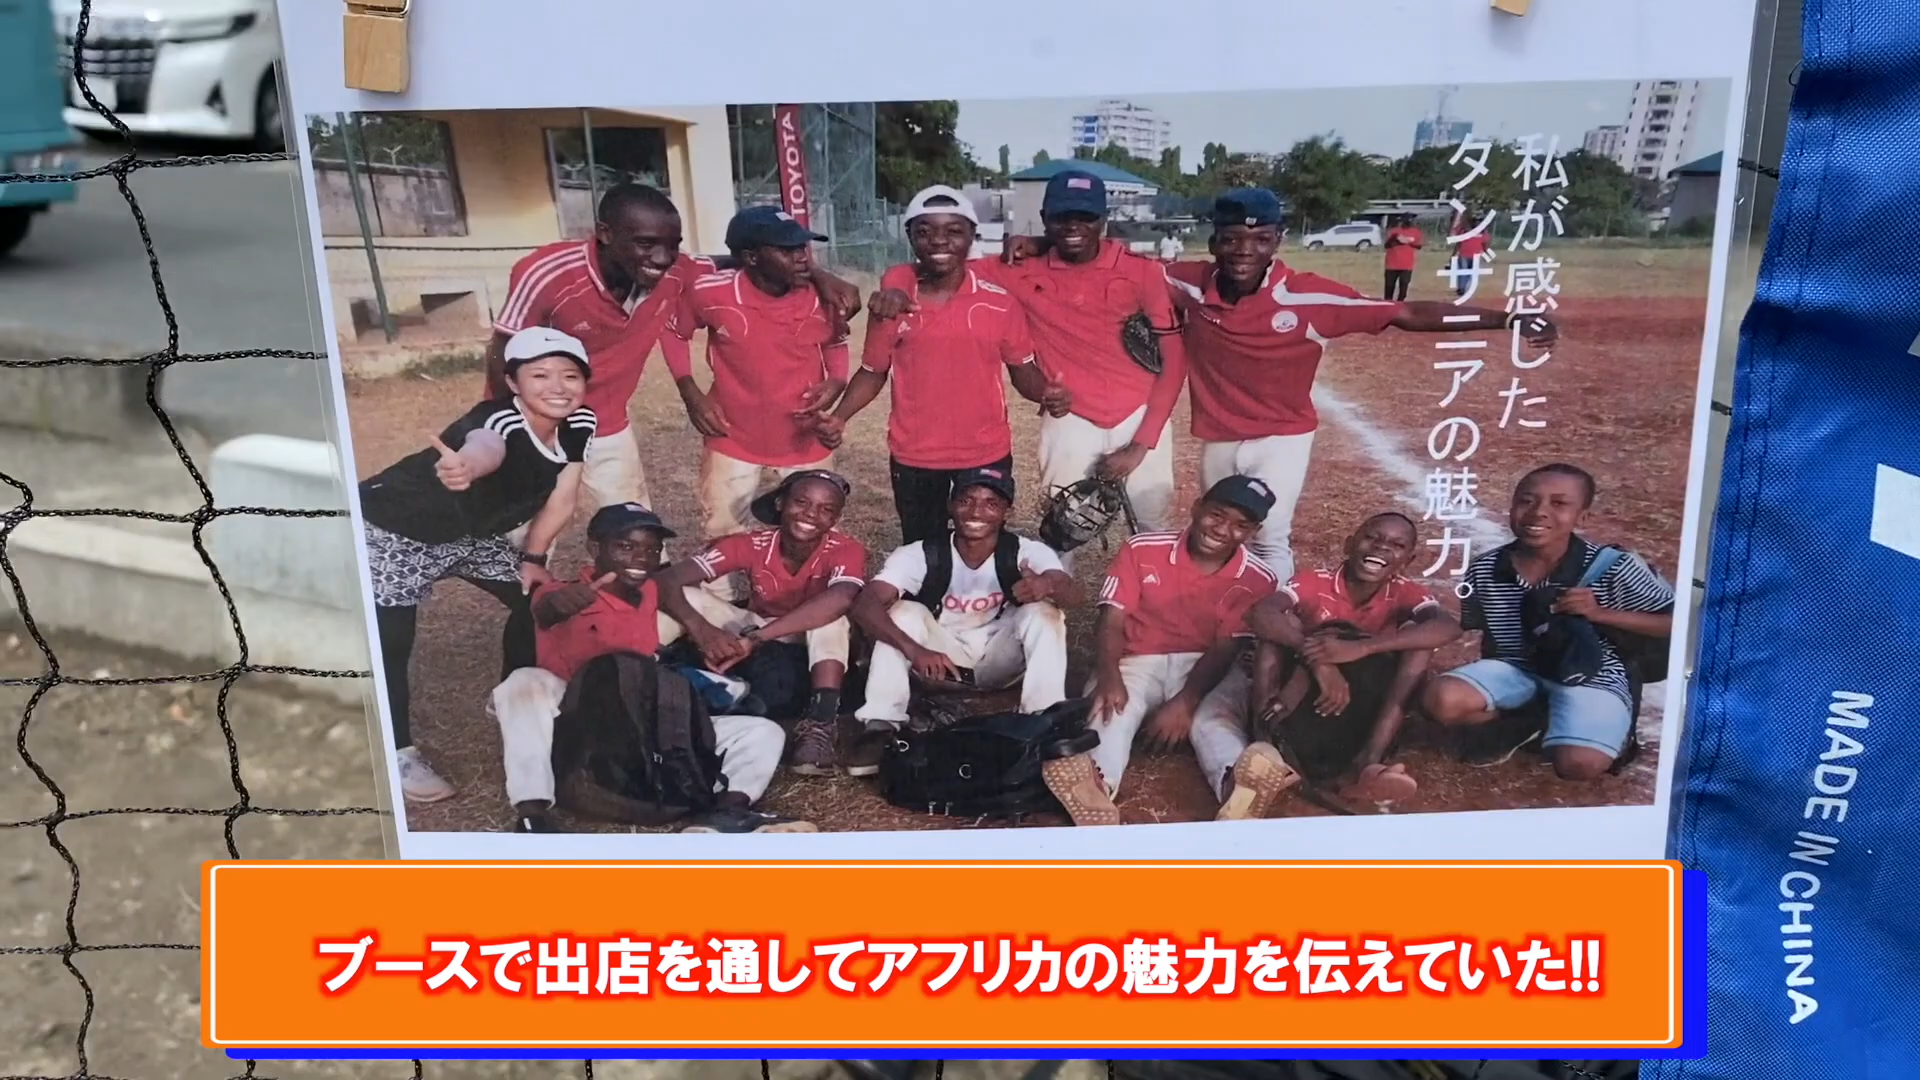 TOYOTA
私が感じた
タンザニアの魅力。
OYOT
MADE IN CHINA
ブースで出店を通してアフリカの魅力を伝えていた!!